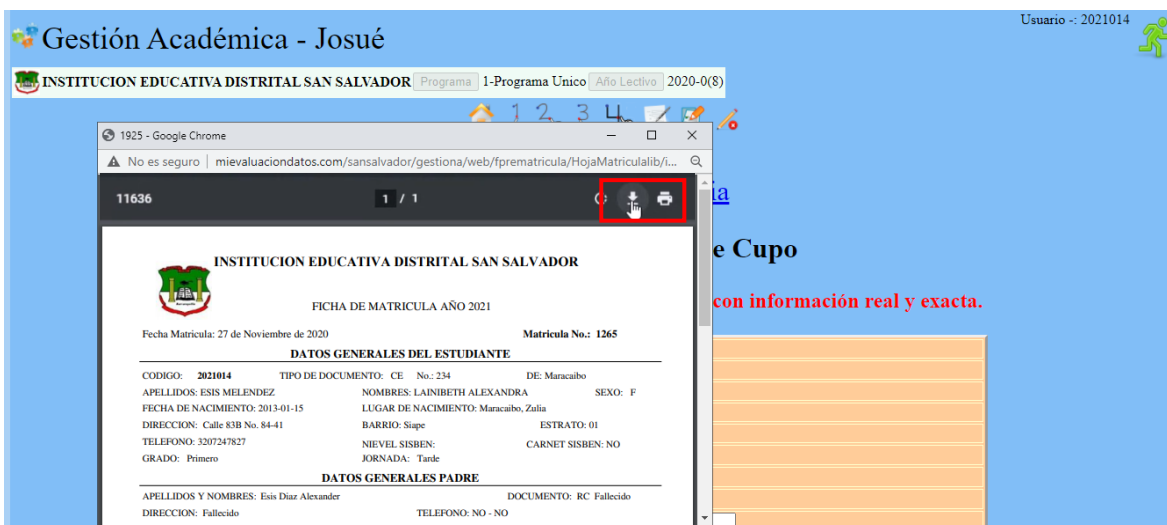 Usuario -: 2021014
Gestión Académica - Josué
INSTITUCION EDUCATIVA DISTRITAL SAN SALVADOR Programa 1-Programa Unico Año Lectivo 2020-0(8)
1 2 3 4
1925 - Google Chrome
No es seguro | mievaluaciondatos.com/sansalvador/gestiona/web/fprematricula/HojaMatriculalib/i...
11636 1 / 1
ia
INSTITUCION EDUCATIVA DISTRITAL SAN SALVADOR
e Cupo
FICHA DE MATRICULA AÑO 2021
con información real y exacta.
Fecha Matricula: 27 de Noviembre de 2020 Matricula No.: 1265
DATOS GENERALES DEL ESTUDIANTE
CODIGO: 2021014 TIPO DE DOCUMENTO: CE No.: 234 DE: Maracaibo
APELLIDOS: ESIS MELENDEZ NOMBRES: LAINIBETH ALEXANDRA SEXO: F
FECHA DE NACIMIENTO: 2013-01-15 LUGAR DE NACIMIENTO: Maracaibo, Zulia
DIRECCION: Calle 83B No. 84-41 BARRIO: Siape ESTRATO: 01
TELEFONO: 3207247827 NIEVEL SISBEN: CARNET SISBEN: NO
GRADO: Primero JORNADA: Tarde
DATOS GENERALES PADRE
APELLIDOS Y NOMBRES: Esis Diaz Alexander DOCUMENTO: RC Fallecido
DIRECCION: Fallecido TELEFONO: NO - NO